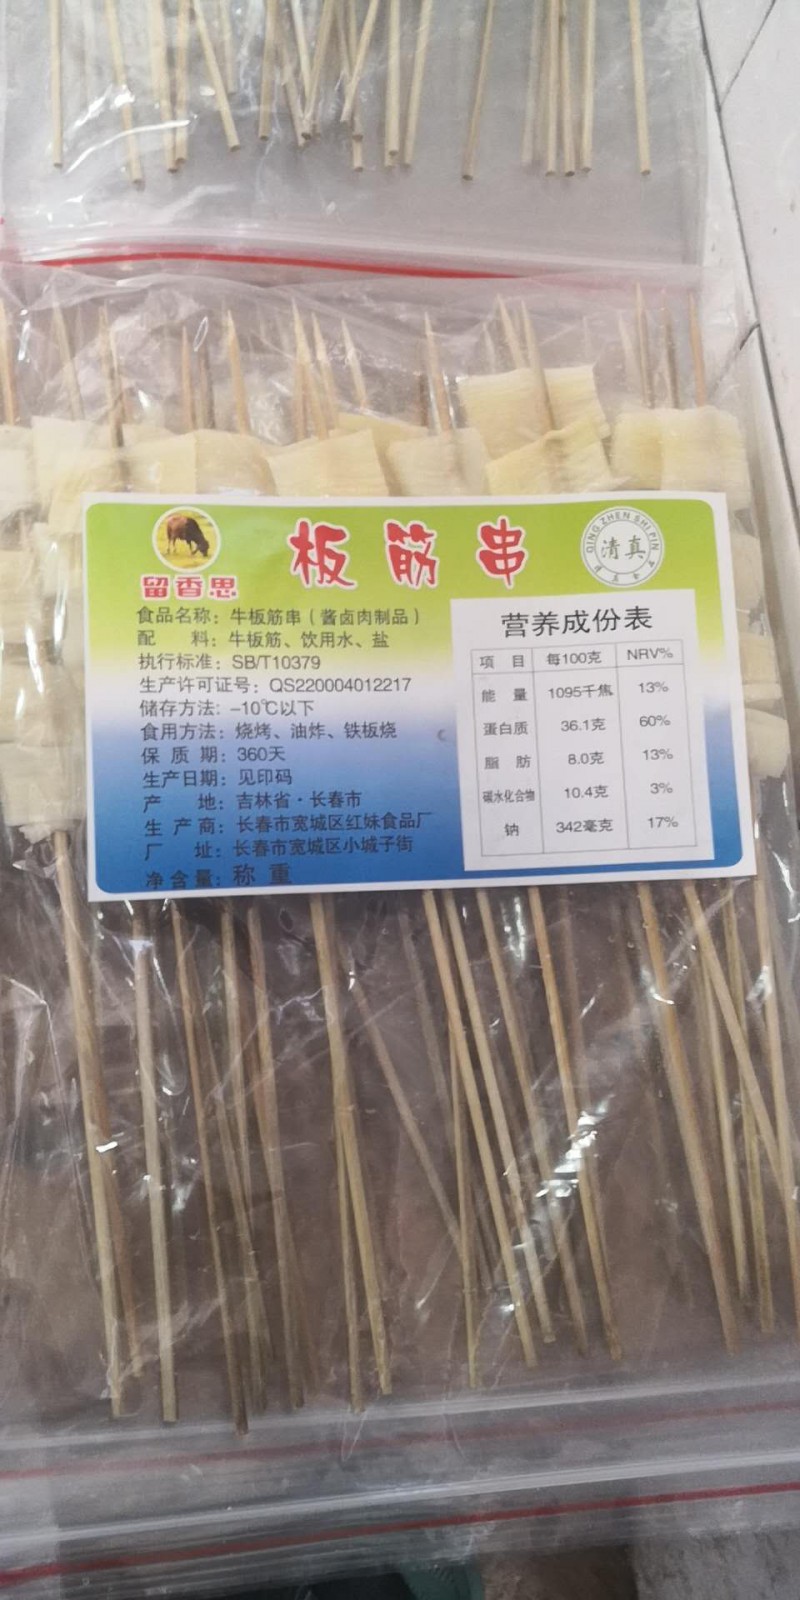 板筋串
留香思
QING ZHEN SHI PIN
清真
食品名称：牛板筋串（酱卤肉制品）
配 料：牛板筋、饮用水、盐
执行标准：SB/T10379
生产许可证号：QS220004012217
储存方法：-10℃以下
食用方法：烧烤、油炸、铁板烧
保 质 期：360天
生产日期：见印码
产 地：吉林省·长春市
生 产 商：长春市宽城区红妹食品厂
厂 址：长春市宽城区小城子街
净 含 量：称 重
营养成份表
项 目 每100克 NRV%
能 量 1095千焦 13%
蛋白质 36.1克 60%
脂 肪 8.0克 13%
碳水化合物 10.4克 3%
钠 342毫克 17%